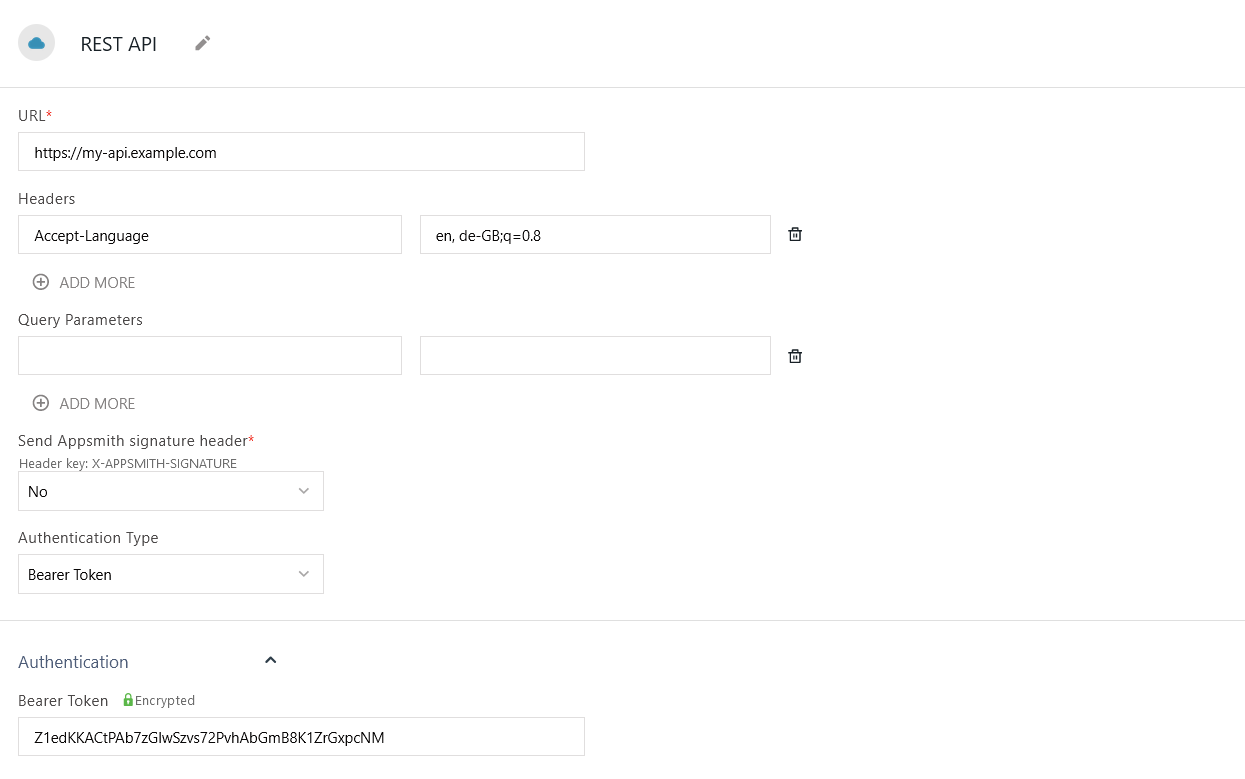 REST API
URL*
https://my-api.example.com
Headers
Accept-Language en, de-GB;q=0.8
ADD MORE
Query Parameters
ADD MORE
Send Appsmith signature header*
Header key: X-APPSMITH-SIGNATURE
No
Authentication Type
Bearer Token
Authentication
Bearer Token Encrypted
Z1edKKACtPAb7zGlwSzvs72PvhAbGmB8K1ZrGxpcNM